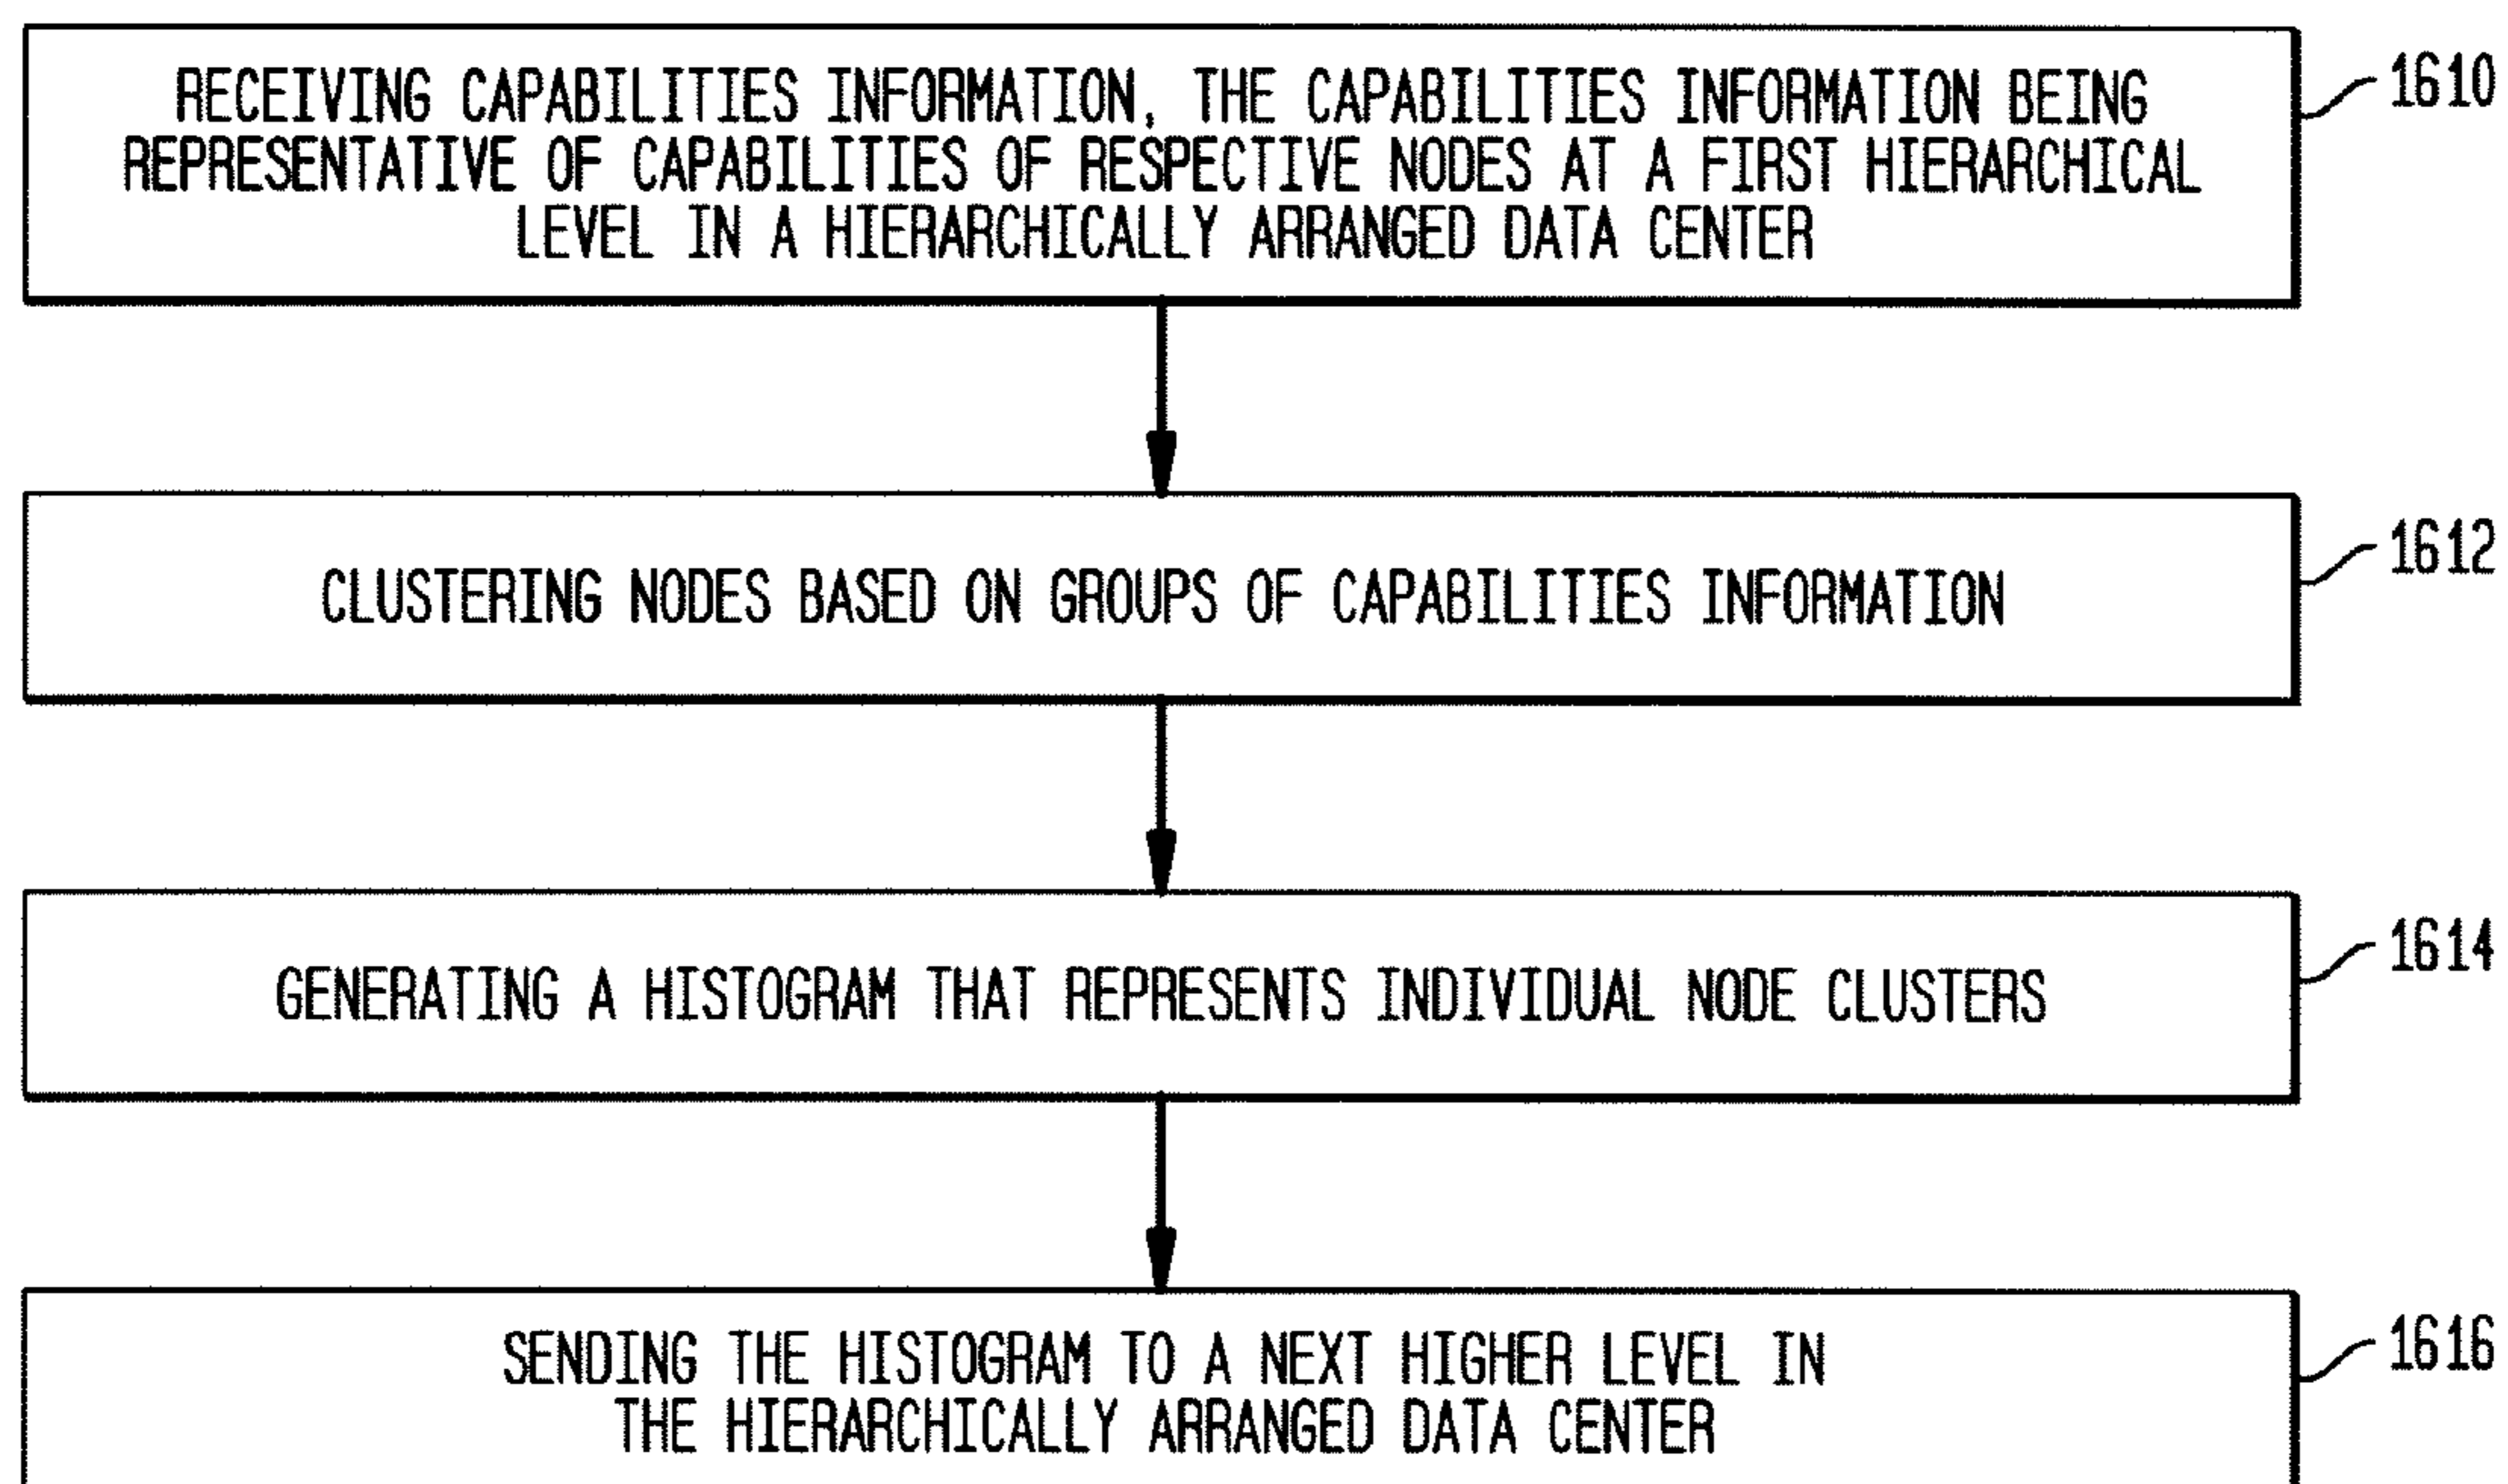 RECEIVING CAPABILITIES INFORMATION, THE CAPABILITIES INFORMATION BEING
REPRESENTATIVE OF CAPABILITIES OF RESPECTIVE NODES AT A FIRST HIERARCHICAL
LEVEL IN A HIERARCHICALLY ARRANGED DATA CENTER
1610
CLUSTERING NODES BASED ON GROUPS OF CAPABILITIES INFORMATION
1612
GENERATING A HISTOGRAM THAT REPRESENTS INDIVIDUAL NODE CLUSTERS
1614
SENDING THE HISTOGRAM TO A NEXT HIGHER LEVEL IN
THE HIERARCHICALLY ARRANGED DATA CENTER
1616